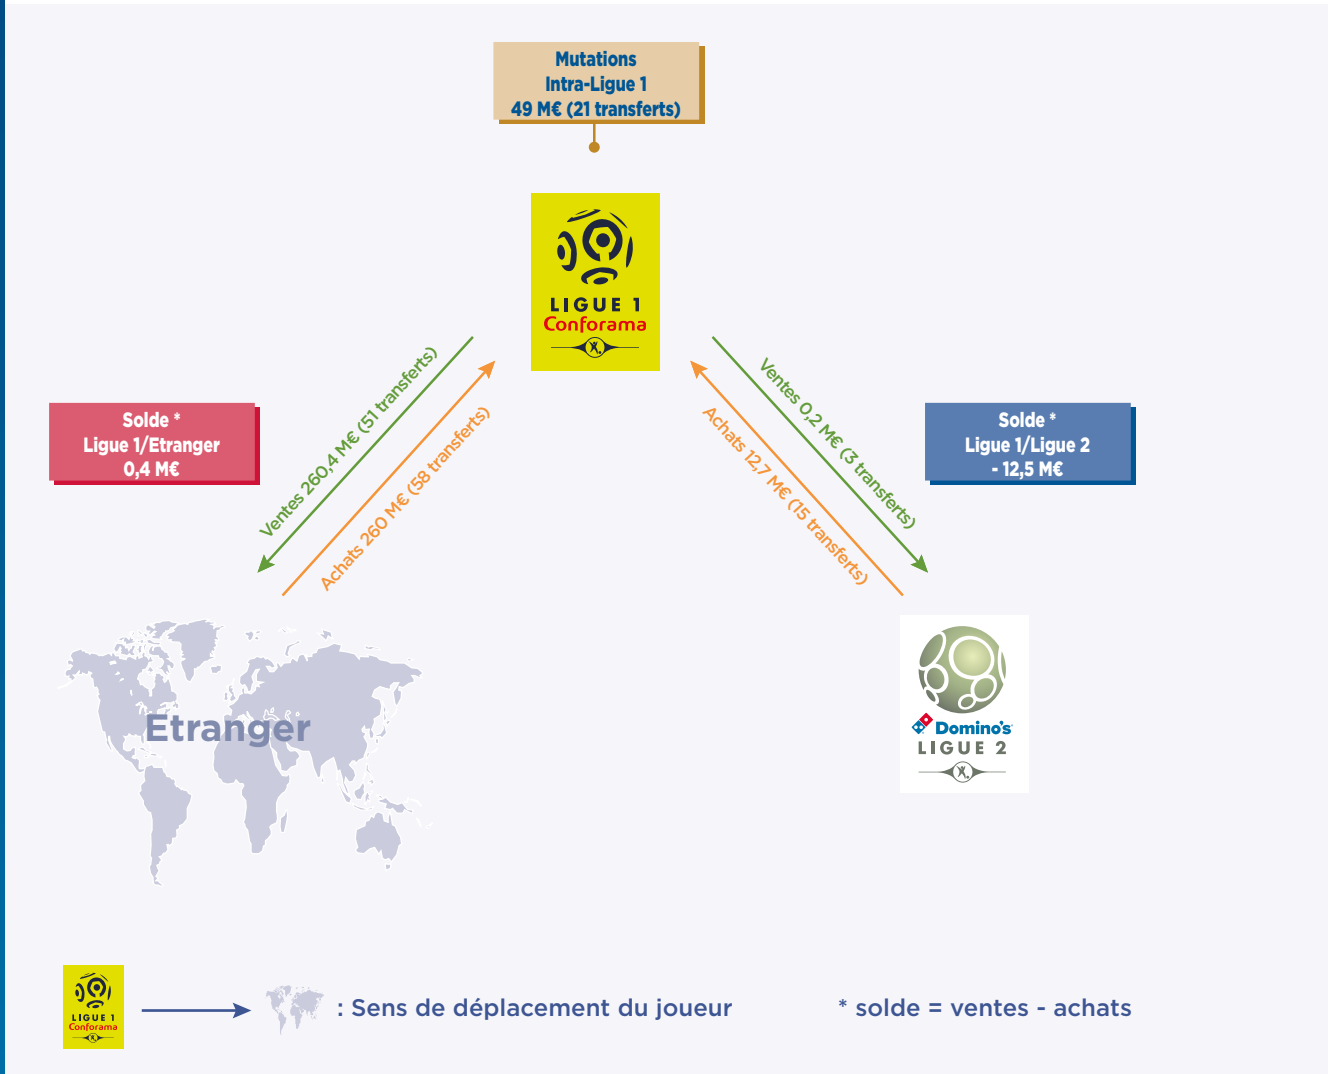 Mutations
Intra-Ligue 1
49 M€ (21 transferts)
LIGUE 1
Conforama
Ventes 260,4 M€ (51 transferts)
Achats 260 M€ (58 transferts)
Ventes 0,2 M€ (3 transferts)
Achats 12,7 M€ (15 transferts)
Solde *
Ligue 1/Etranger
0,4 M€
Solde *
Ligue 1/Ligue 2
- 12,5 M€
Etranger
Domino's
LIGUE 2
LIGUE 1
Conforama
: Sens de déplacement du joueur
* solde = ventes - achats